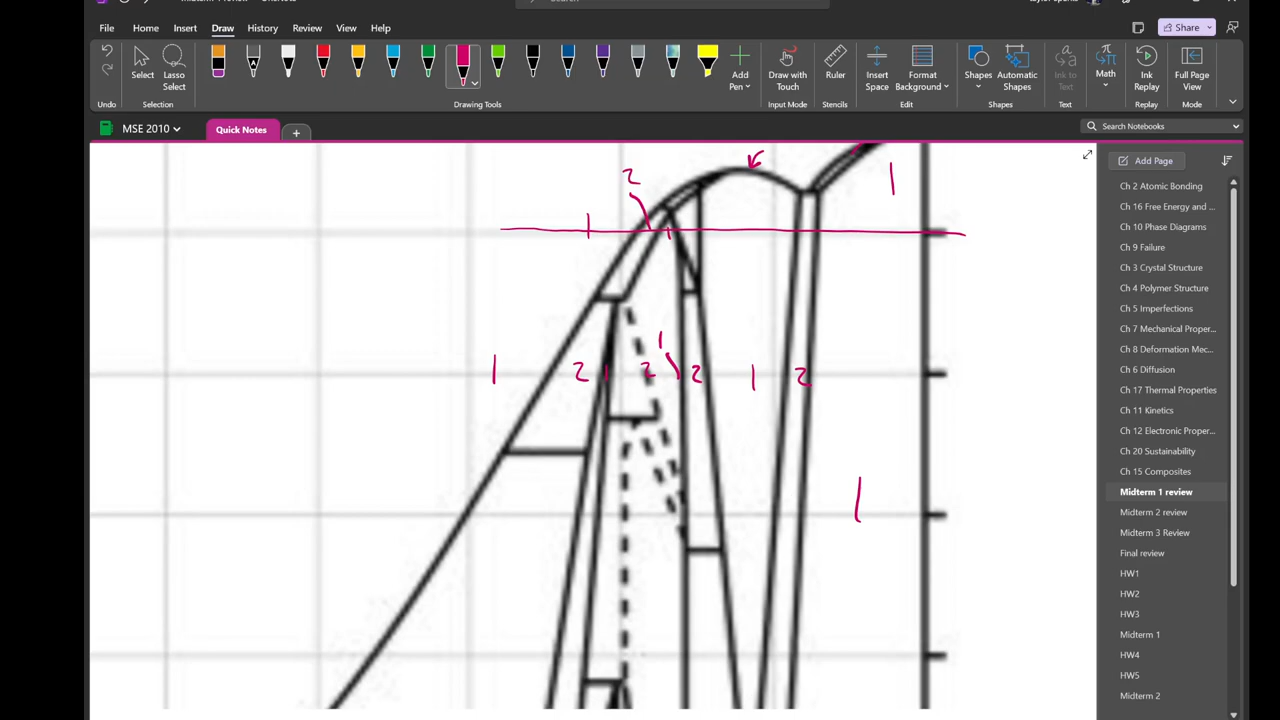 File Home Insert Draw History Review View Help
Share
Undo
Select
Lasso Select
Add Pen
Draw with Touch
Ruler
Insert Space
Format Background
Shapes
Automatic Shapes
Ink to Text
Math
Ink Replay
Full Page View
Undo
Selection
Drawing Tools
Input Mode
Stencils
Edit
Shapes
Text
Replay
Mode
MSE 2010
Quick Notes
+
Search Notebooks
Add Page
Ch 2 Atomic Bonding
Ch 16 Free Energy and ...
Ch 10 Phase Diagrams
Ch 9 Failure
Ch 3 Crystal Structure
Ch 4 Polymer Structure
Ch 5 Imperfections
Ch 7 Mechanical Proper...
Ch 8 Deformation Mec...
Ch 6 Diffusion
Ch 17 Thermal Properties
Ch 11 Kinetics
Ch 12 Electronic Proper...
Ch 20 Sustainability
Ch 15 Composites
Midterm 1 review
Midterm 2 review
Midterm 3 Review
Final review
HW1
HW2
HW3
Midterm 1
HW4
HW5
Midterm 2
2 1
1 1
1
1 2 1 2 2 1 2
1